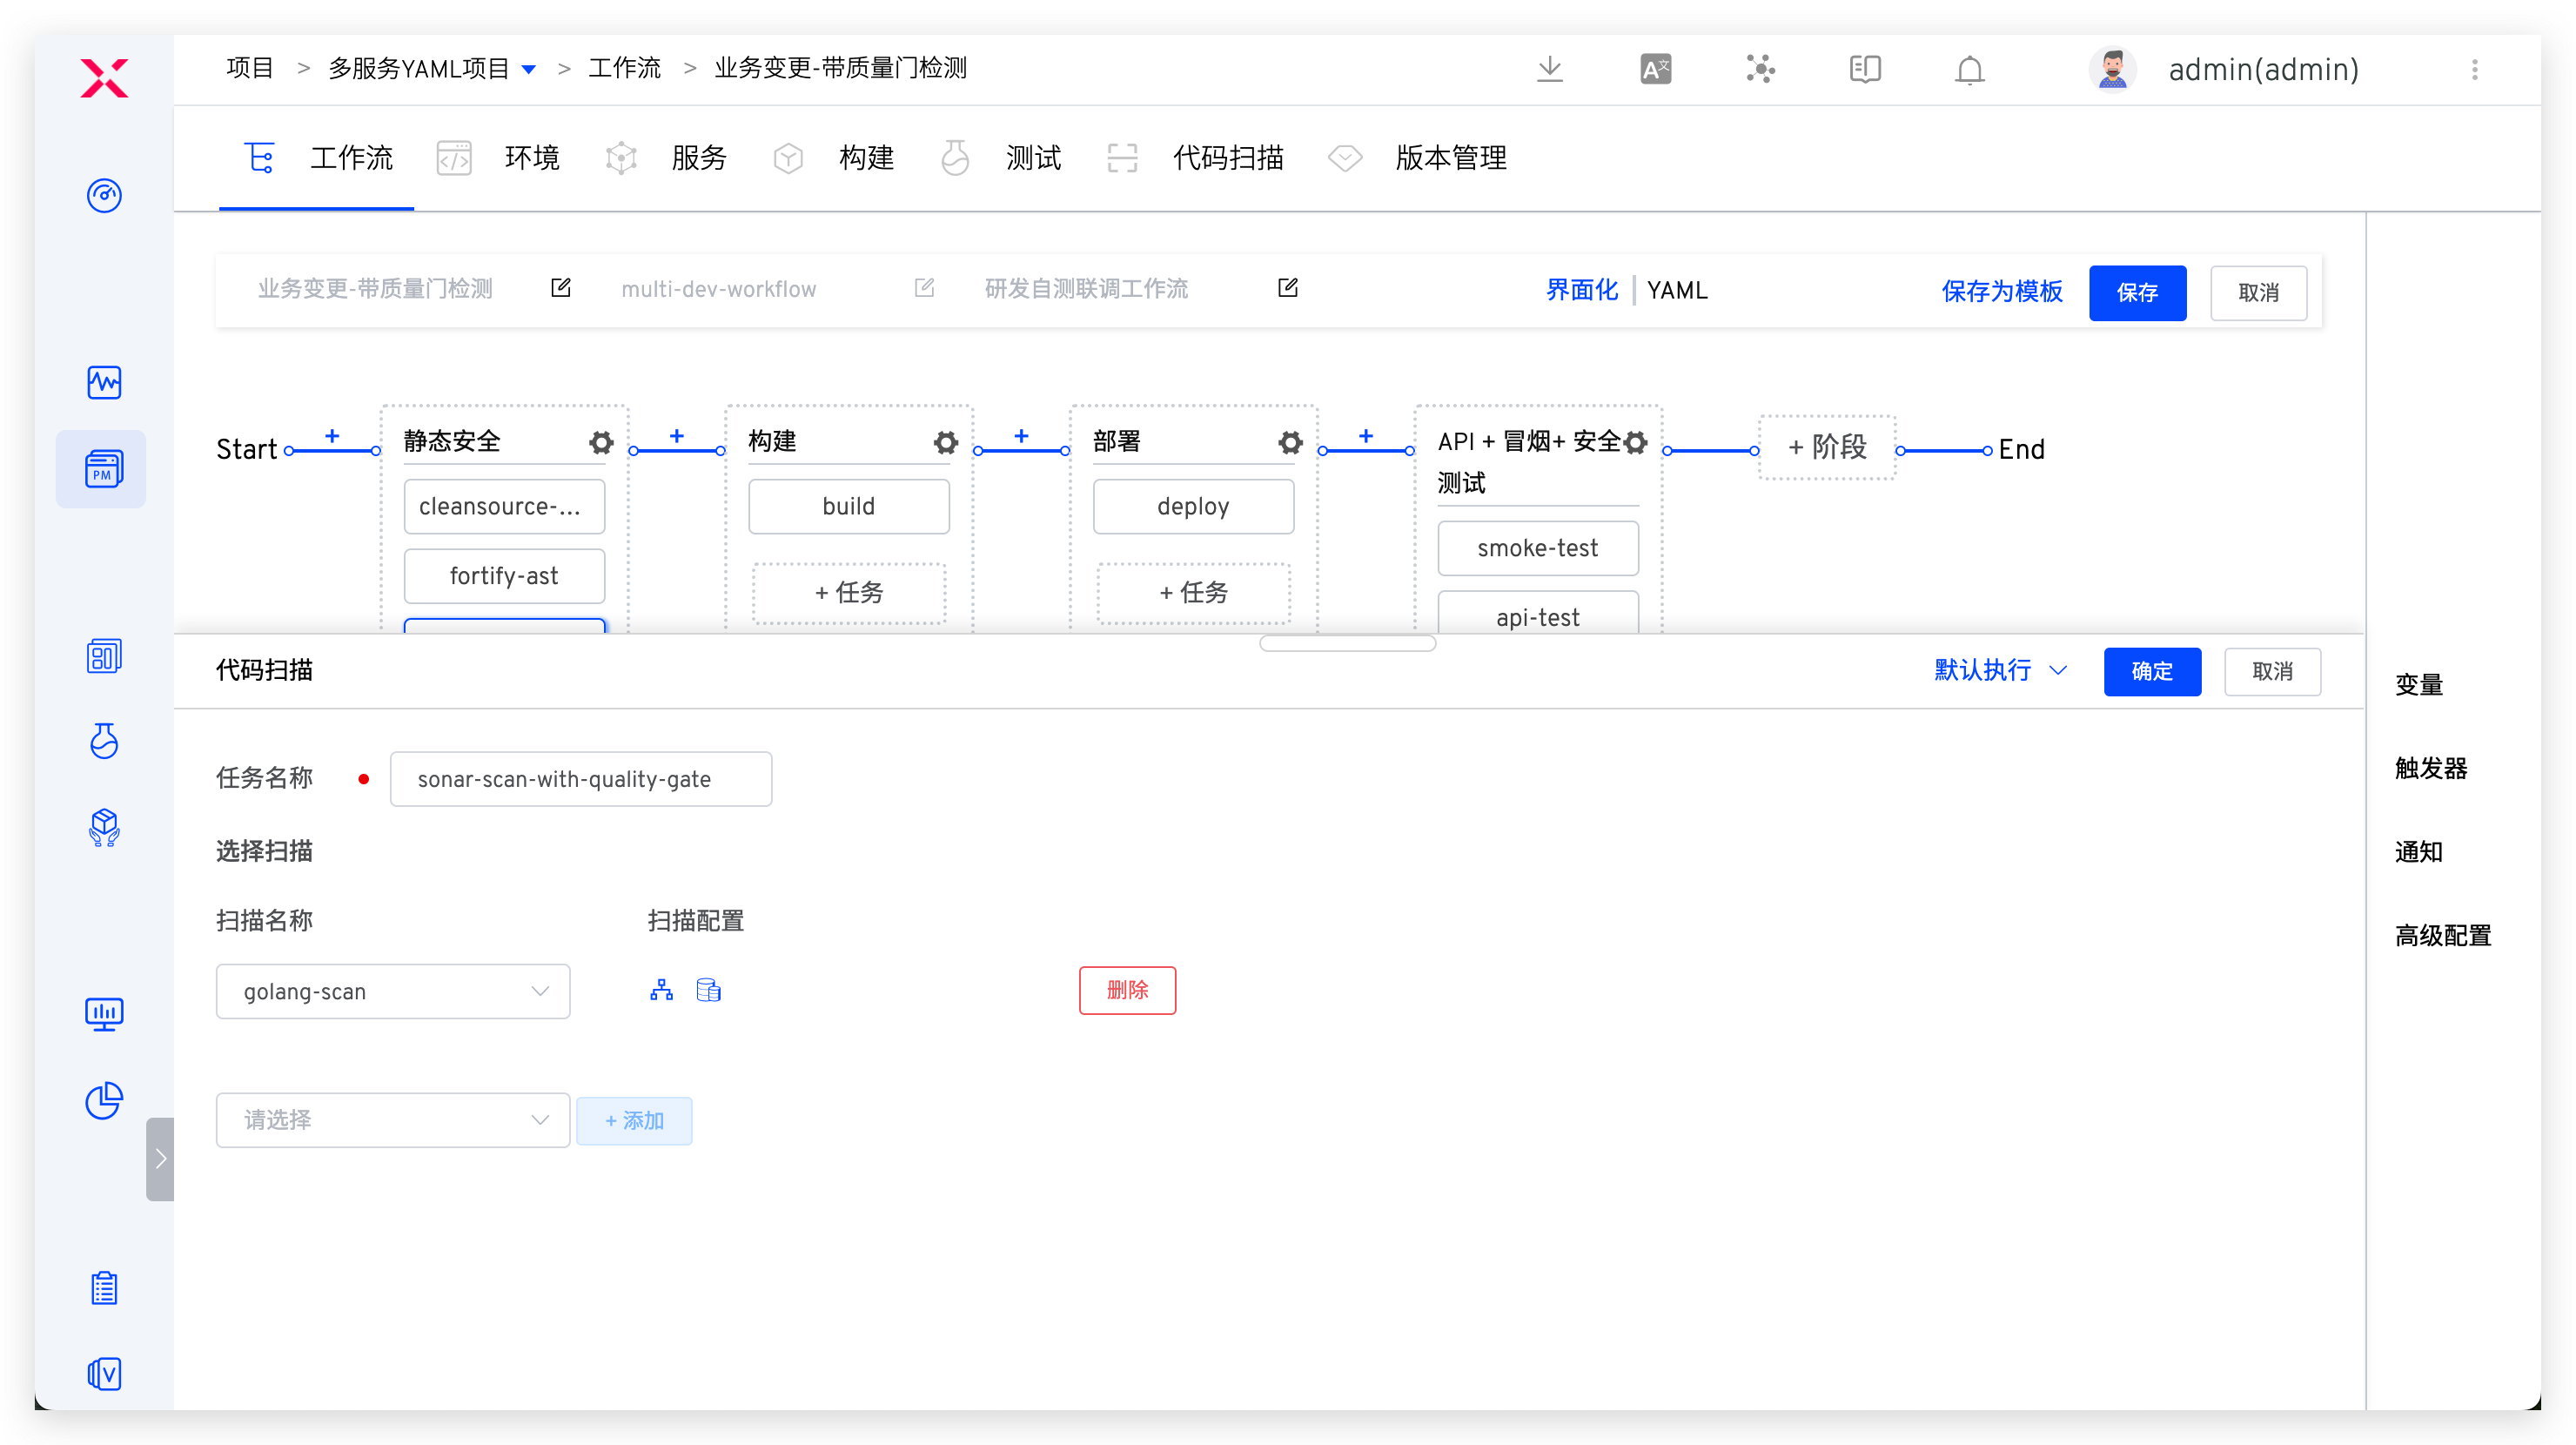 项目 > 多服务YAML项目 > 工作流 > 业务变更-带质量门检测
admin(admin)
工作流 环境 服务 构建 测试 代码扫描 版本管理
业务变更-带质量门检测 multi-dev-workflow 研发自测联调工作流 界面化 YAML 保存为模板 保存 取消
Start
静态安全
cleansource-...
fortify-ast
构建
build
+ 任务
部署
deploy
+ 任务
API + 冒烟+ 安全
测试
smoke-test
api-test
+ 阶段
End
代码扫描 默认执行 确定 取消
任务名称 sonar-scan-with-quality-gate
选择扫描
扫描名称 扫描配置
golang-scan 删除
请选择 + 添加
变量
触发器
通知
高级配置
PM
V